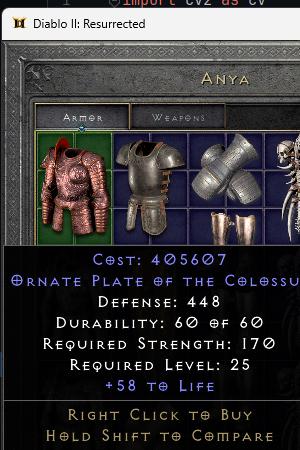 import cv2 as cv
Diablo II: Resurrected
Anya
Armor
Weapons
Cost: 405607
Ornate Plate of the Colossu
Defense: 448
Durability: 60 of 60
Required Strength: 170
Required Level: 25
+58 to Life
Right Click to Buy
Hold Shift to Compare